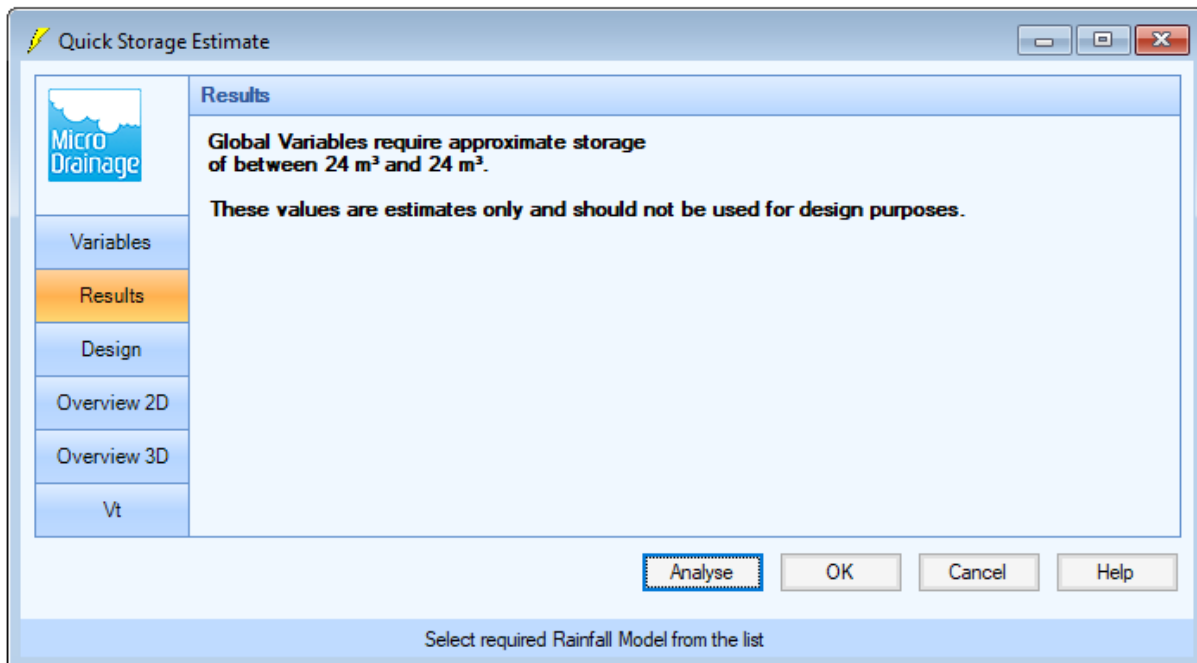 Quick Storage Estimate
Micro
Drainage
Variables
Results
Design
Overview 2D
Overview 3D
Vt
Results
Global Variables require approximate storage
of between 24 m³ and 24 m³.
These values are estimates only and should not be used for design purposes.
Analyse
OK
Cancel
Help
Select required Rainfall Model from the list